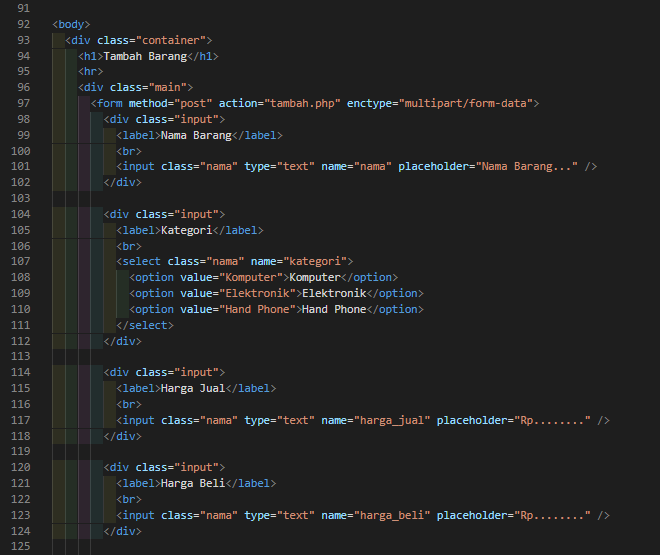 91
92 <body>
93 <div class="container">
94 <h1>Tambah Barang</h1>
95 <hr>
96 <div class="main">
97 <form method="post" action="tambah.php" enctype="multipart/form-data">
98 <div class="input">
99 <label>Nama Barang</label>
100 <br>
101 <input class="nama" type="text" name="nama" placeholder="Nama Barang..." />
102 </div>
103
104 <div class="input">
105 <label>Kategori</label>
106 <br>
107 <select class="nama" name="kategori">
108 <option value="Komputer">Komputer</option>
109 <option value="Elektronik">Elektronik</option>
110 <option value="Hand Phone">Hand Phone</option>
111 </select>
112 </div>
113
114 <div class="input">
115 <label>Harga Jual</label>
116 <br>
117 <input class="nama" type="text" name="harga_jual" placeholder="Rp........" />
118 </div>
119
120 <div class="input">
121 <label>Harga Beli</label>
122 <br>
123 <input class="nama" type="text" name="harga_beli" placeholder="Rp........" />
124 </div>
125